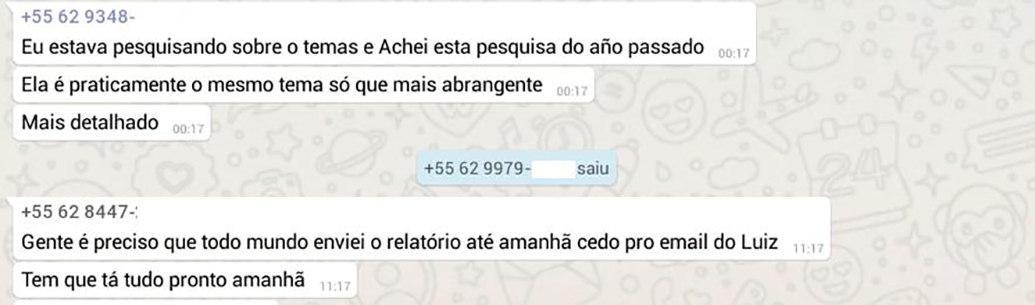 +55 62 9348-
Eu estava pesquisando sobre o temas e Achei esta pesquisa do año passado 00:17
Ela é praticamente o mesmo tema só que mais abrangente 00:17
Mais detalhado 00:17
+55 62 9979- saiu
+55 62 8447-
Gente é preciso que todo mundo enviei o relatório até amanhã cedo pro email do Luiz 11:17
Tem que tá tudo pronto amanhã 11:17